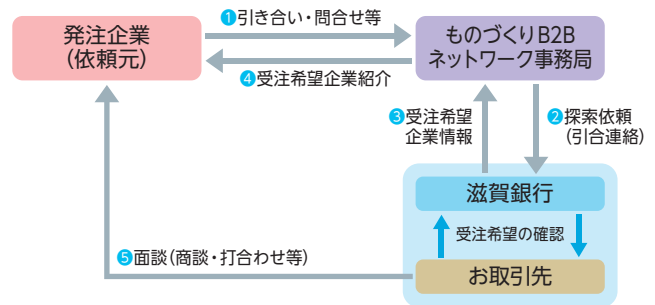 発注企業
(依頼元)
❶引き合い・問合せ等
ものづくりB2B
ネットワーク事務局
❹受注希望企業紹介
❸受注希望
企業情報
❷探索依頼
(引合連絡)
滋賀銀行
受注希望の確認
お取引先
❺面談(商談・打合わせ等)